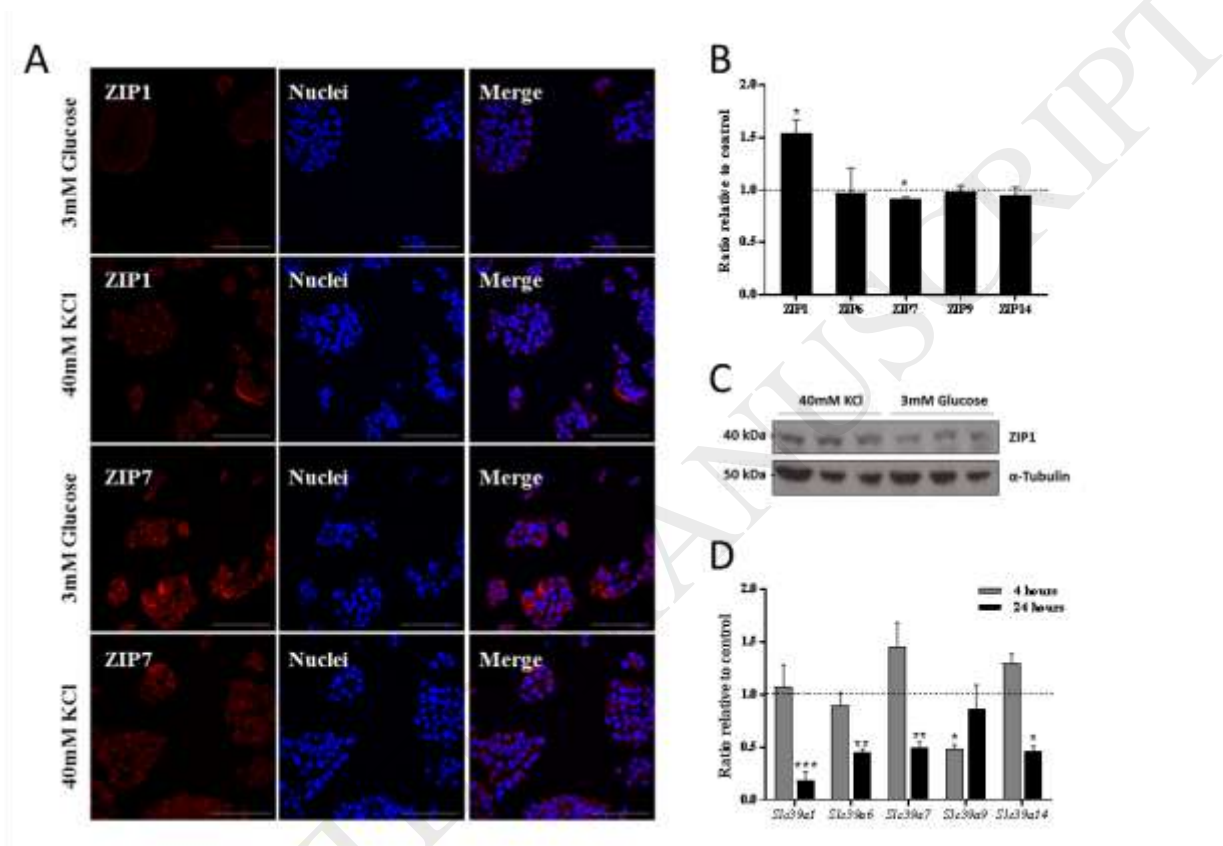 A
ZIP1 Nuclei Merge
3mM Glucose
ZIP1 Nuclei Merge
40mM KCl
ZIP7 Nuclei Merge
3mM Glucose
ZIP7 Nuclei Merge
40mM KCl
B
Ratio relative to control
2.0
1.5
1.0
0.5
0.0
*
*
ZIP1 ZIP6 ZIP7 ZIP9 ZIP14
C
40mM KCl 3mM Glucose
40 kDa ZIP1
50 kDa α-Tubulin
D
Ratio relative to control
2.0
1.5
1.0
0.5
0.0
4 hours
24 hours
***
**
**
*
*
Slc39a1 Slc39a6 Slc39a7 Slc39a9 Slc39a14
MANUSCRIPT